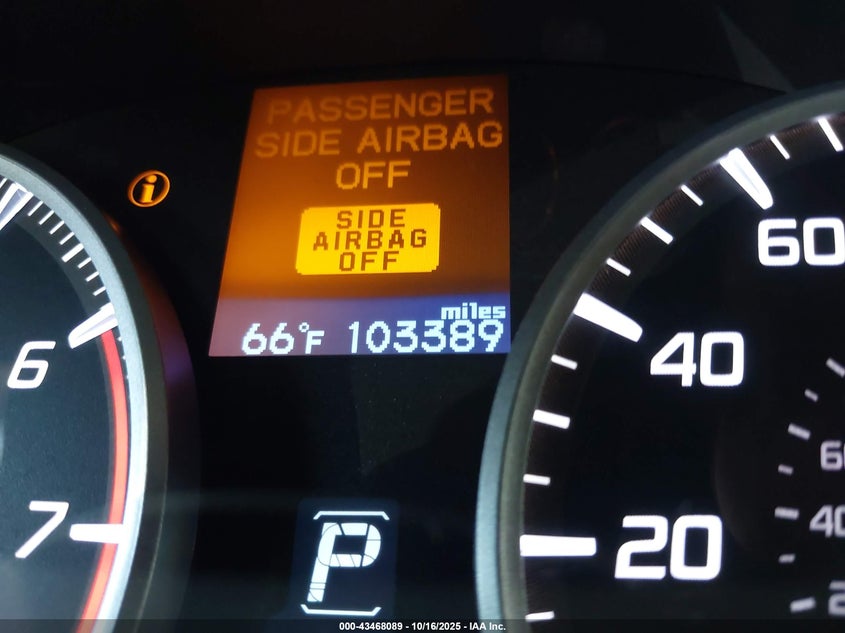 PASSENGER
SIDE AIRBAG
OFF
i
SIDE
AIRBAG
OFF
miles
66°F 103389
6
7
P
60
40
20
40
000-43468089 - 10/16/2025 - IAA Inc.